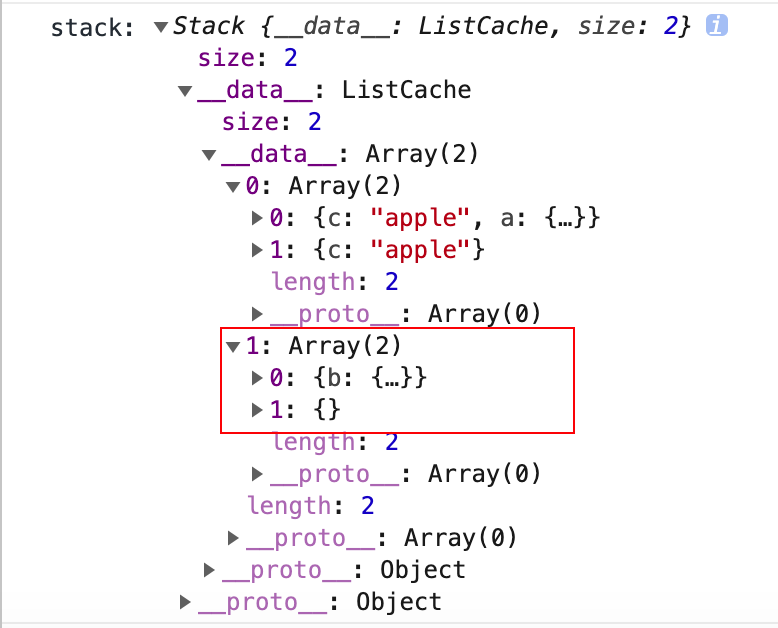 stack: ▼Stack {__data__: ListCache, size: 2} i
size: 2
▼__data__: ListCache
size: 2
▼__data__: Array(2)
▼0: Array(2)
▶0: {c: "apple", a: {…}}
▶1: {c: "apple"}
length: 2
▶__proto__: Array(0)
▼1: Array(2)
▶0: {b: {…}}
▶1: {}
length: 2
▶__proto__: Array(0)
length: 2
▶__proto__: Array(0)
▶__proto__: Object
▶__proto__: Object